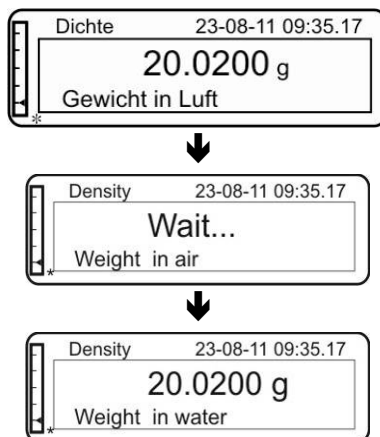 Dichte 23-08-11 09:35.17
20.0200 g
Gewicht in Luft
*
Density 23-08-11 09:35.17
Wait...
Weight in air
*
Density 23-08-11 09:35.17
20.0200 g
Weight in water
*